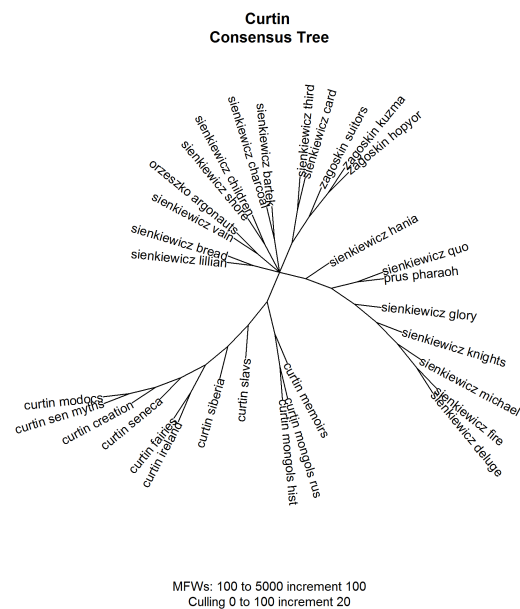 Curtin
Consensus Tree
sienkiewicz third
sienkiewicz card
zagoskin suitors
zagoskin kuzma
zagoskin hopyor
sienkiewicz hania
sienkiewicz quo
prus pharaoh
sienkiewicz glory
sienkiewicz knights
sienkiewicz michael
sienkiewicz fire
sienkiewicz deluge
curtin memoirs
curtin mongols rus
curtin mongols hist
curtin slavs
curtin siberia
curtin ireland
curtin fairies
curtin seneca
curtin creation
curtin sen myths
curtin modocs
sienkiewicz lillian
sienkiewicz bread
sienkiewicz vain
orzeszko argonauts
sienkiewicz shore
sienkiewicz children
sienkiewicz charcoal
sienkiewicz bartek
MFWs: 100 to 5000 increment 100
Culling 0 to 100 increment 20